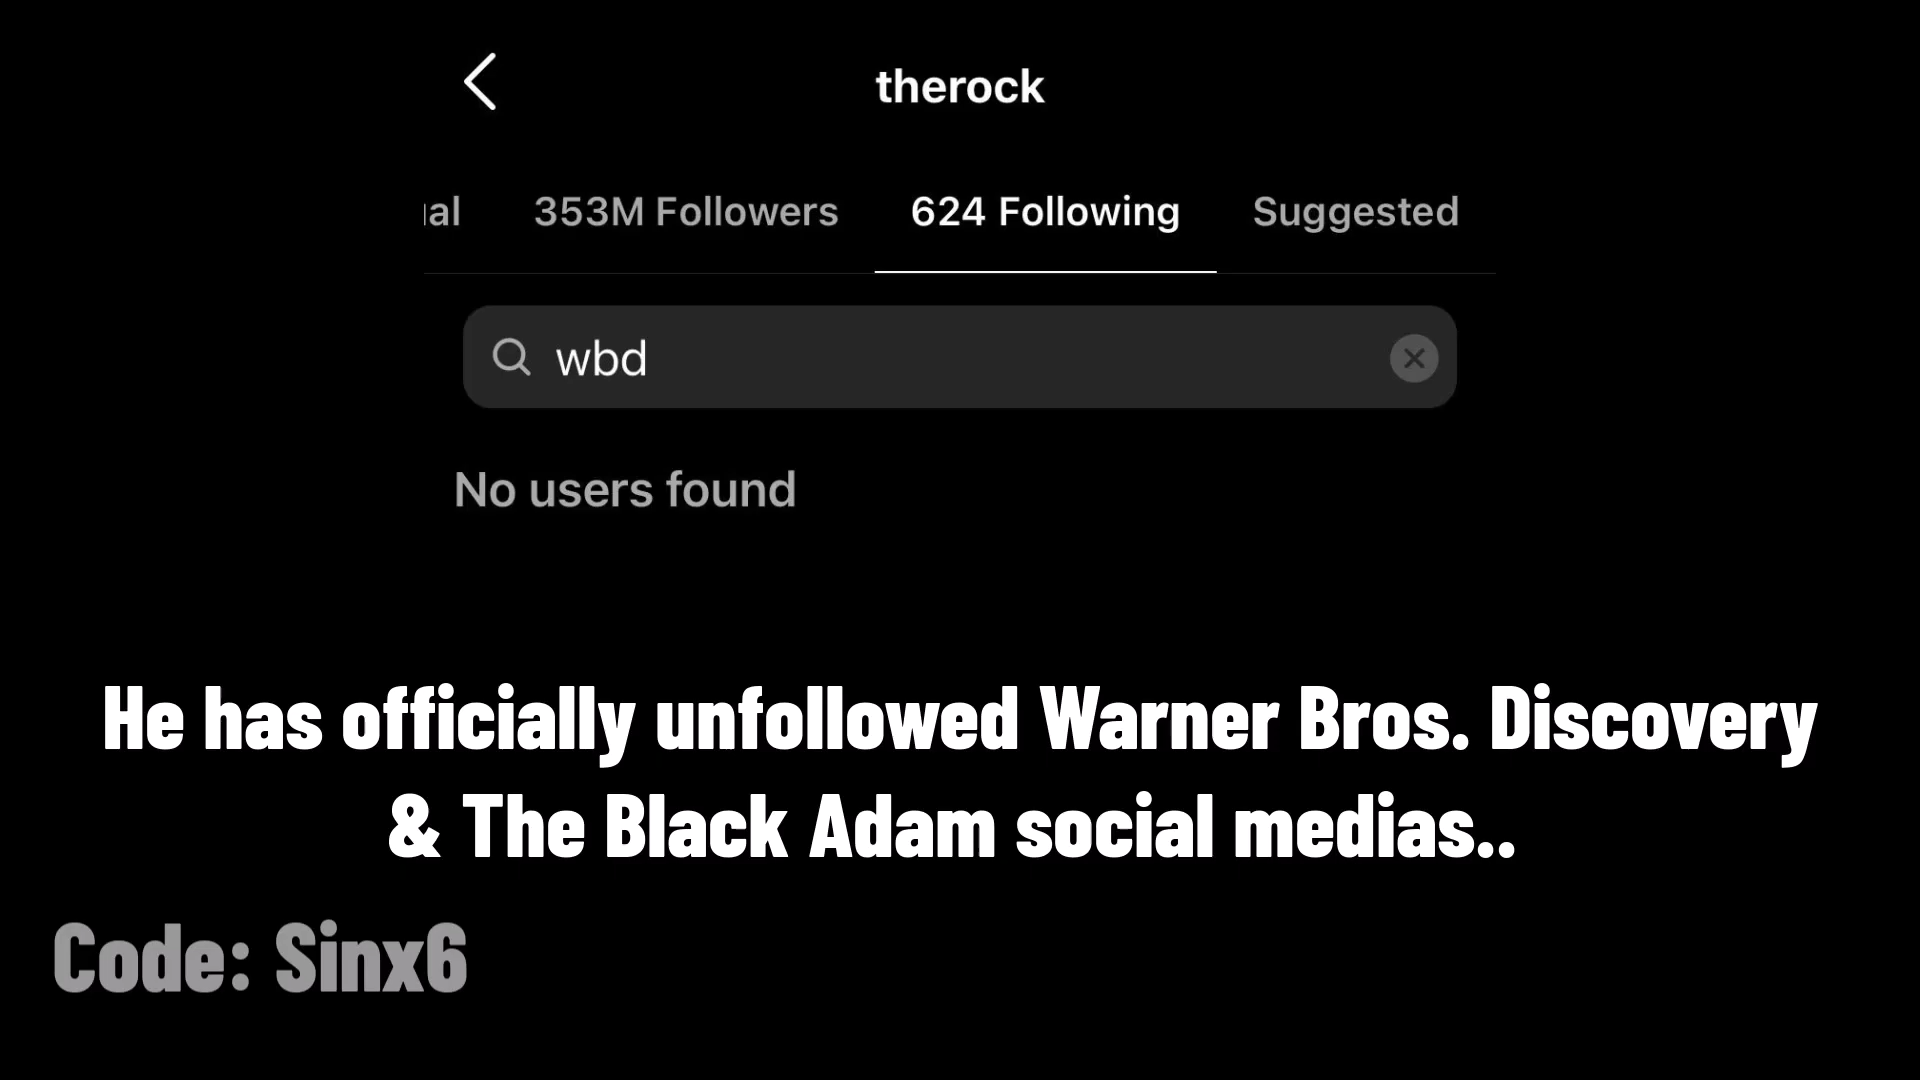 therock
ial
353M Followers
624 Following
Suggested
wbd
No users found
He has officially unfollowed Warner Bros. Discovery
& The Black Adam social medias..
Code: Sinx6